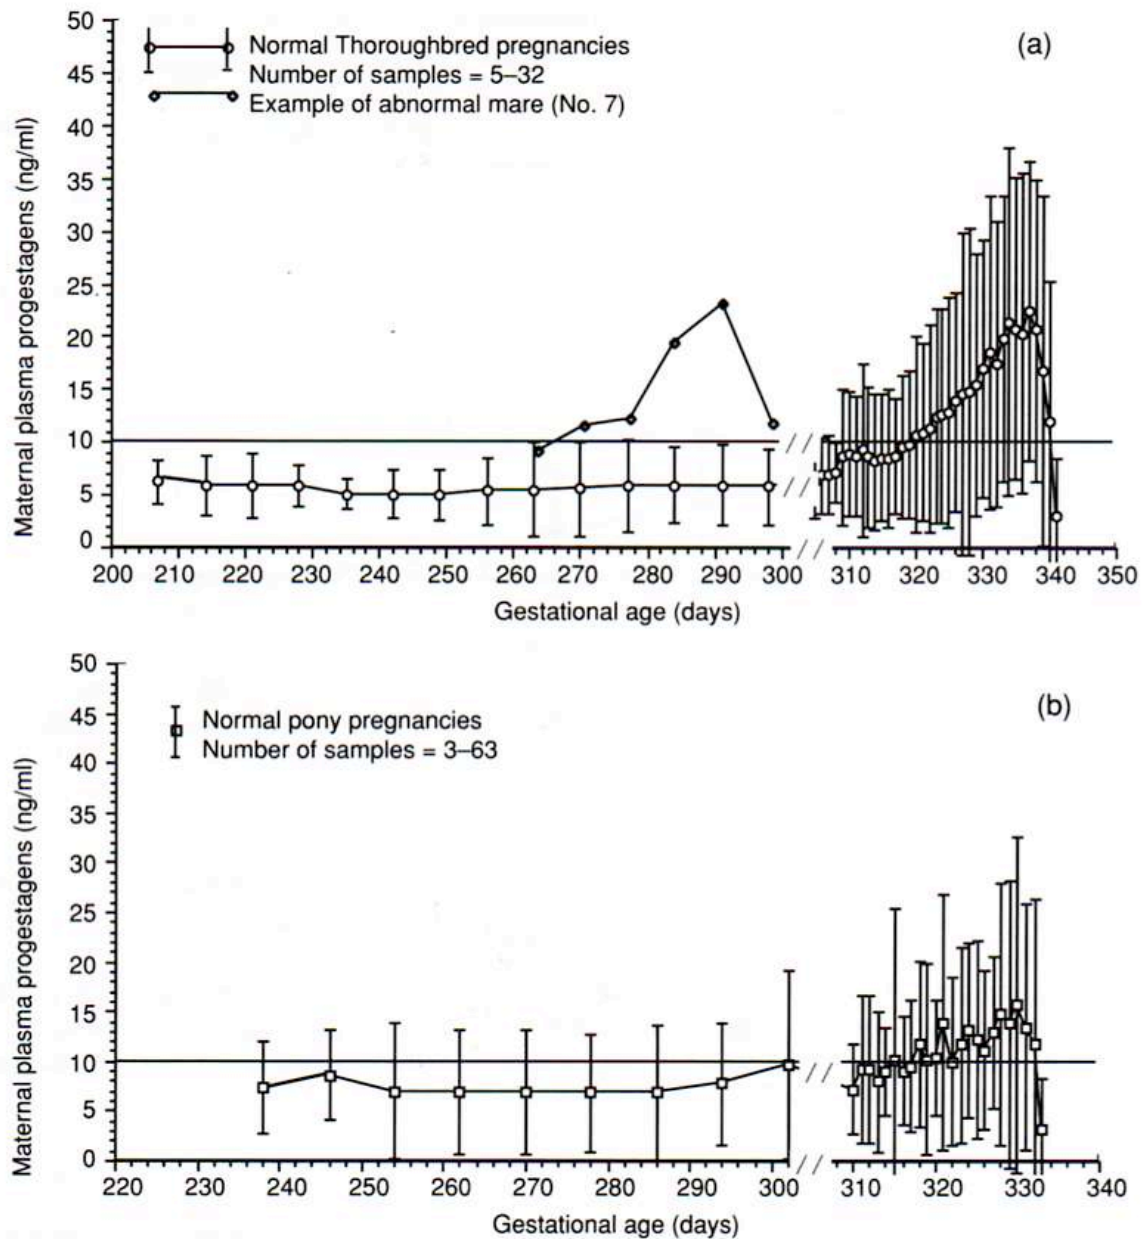 50
45
40
35
30
25
20
15
10
5
0
Maternal plasma progestagens (ng/ml)
Normal Thoroughbred pregnancies
Number of samples = 5–32
Example of abnormal mare (No. 7)
(a)
200 210 220 230 240 250 260 270 280 290 300 310 320 330 340 350
Gestational age (days)
50
45
40
35
30
25
20
15
10
5
0
Maternal plasma progestagens (ng/ml)
Normal pony pregnancies
Number of samples = 3–63
(b)
220 230 240 250 260 270 280 290 300 310 320 330 340
Gestational age (days)